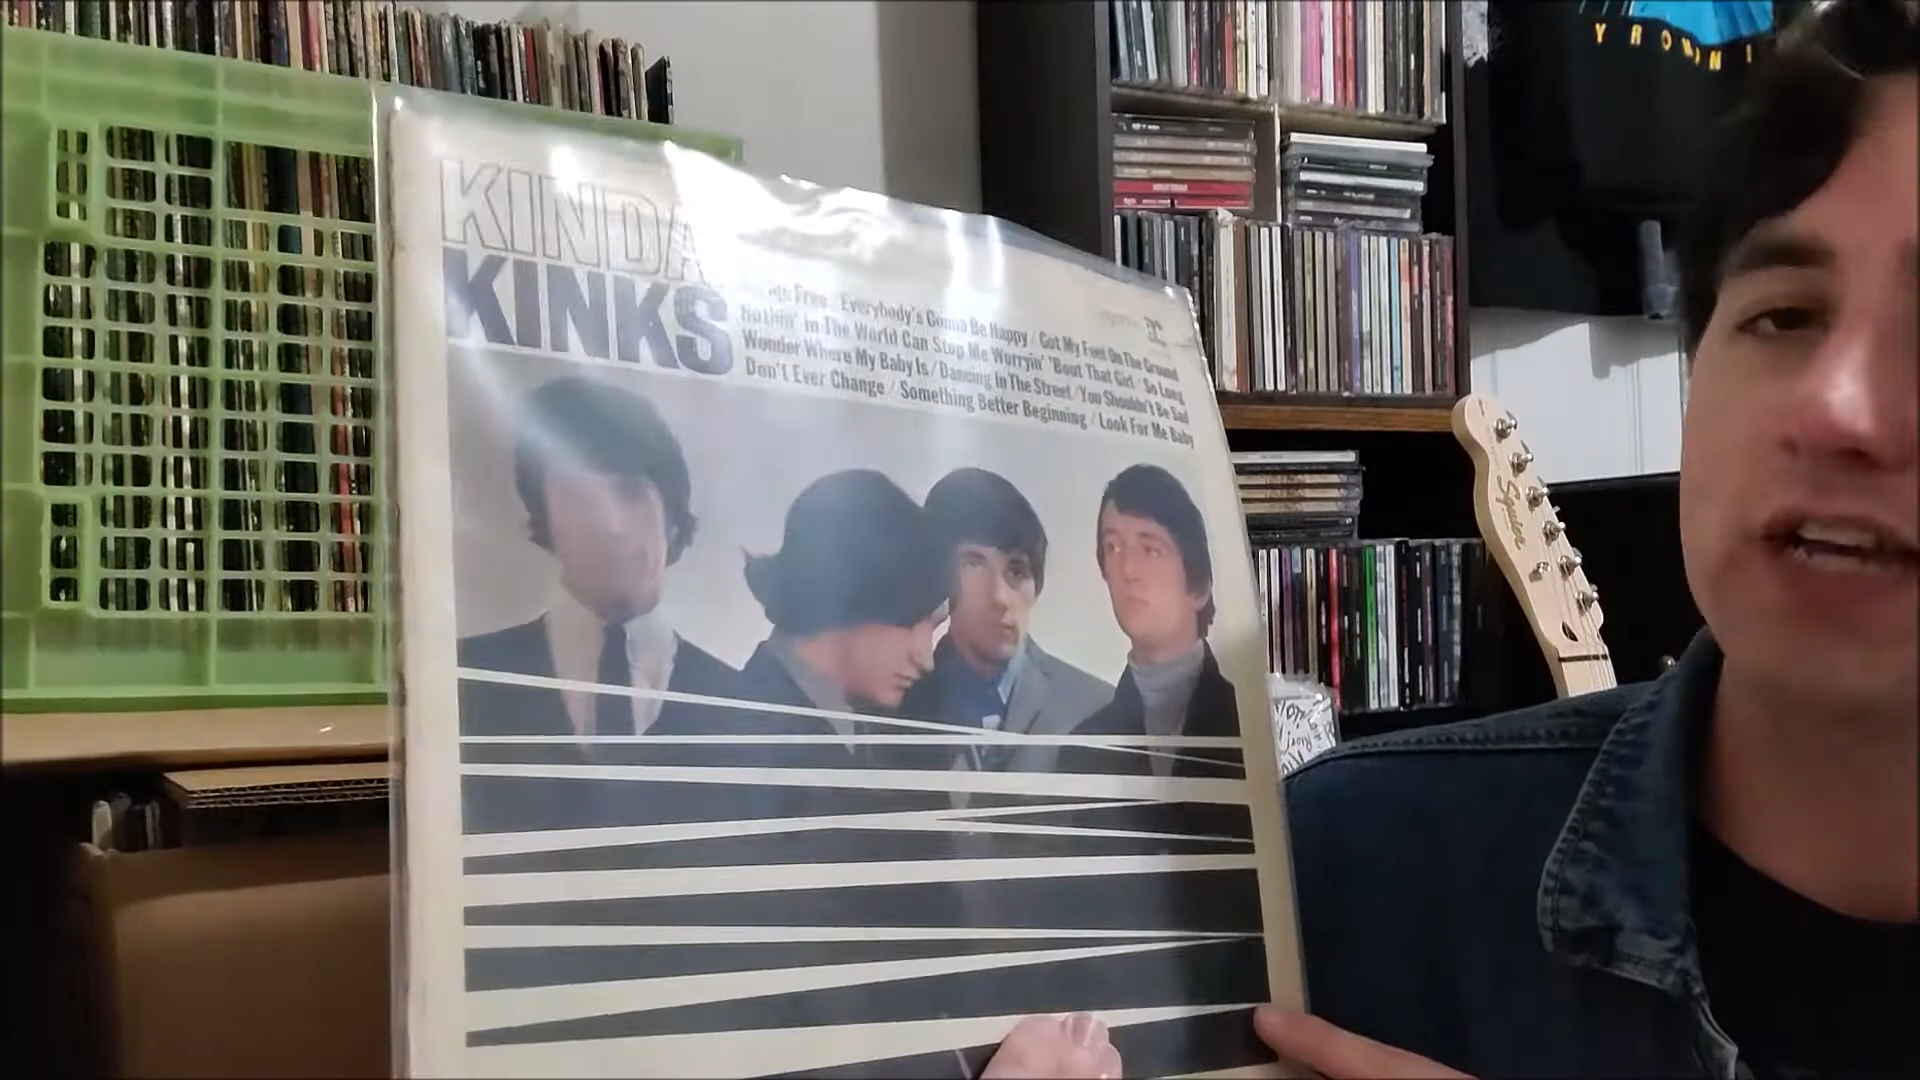 KINDA
KINKS
Free / Everybody's Gonna Be Happy / Got My Feet On The Ground
Nothin' In The World Can Stop Me Worryin' 'Bout That Girl / So Long
Wonder Where My Baby Is / Dancing In The Street / You Shouldn't Be Sad
Don't Ever Change / Something Better Beginning / Look For Me Baby
Squier